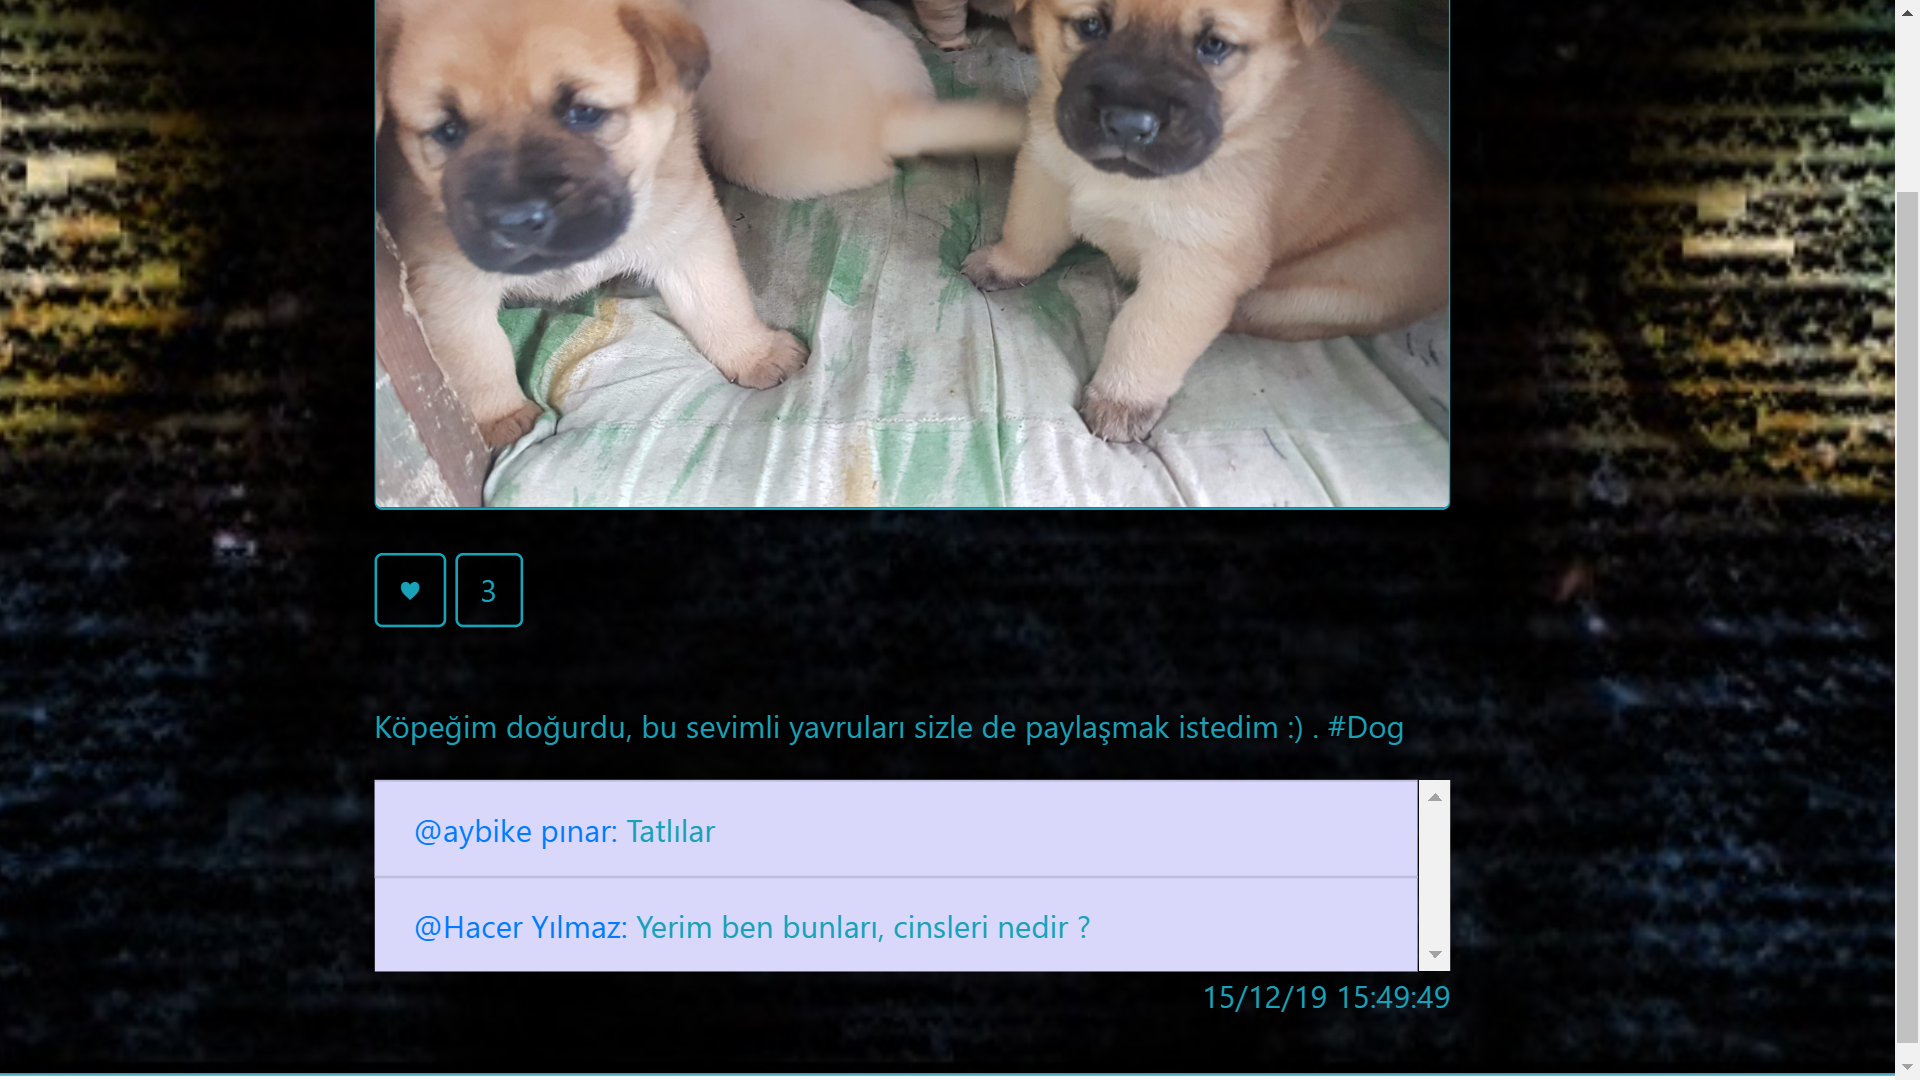 3
Köpeğim doğurdu, bu sevimli yavruları sizle de paylaşmak istedim :) . #Dog
@aybike pınar: Tatlılar
@Hacer Yılmaz: Yerim ben bunları, cinsleri nedir ?
15/12/19 15:49:49